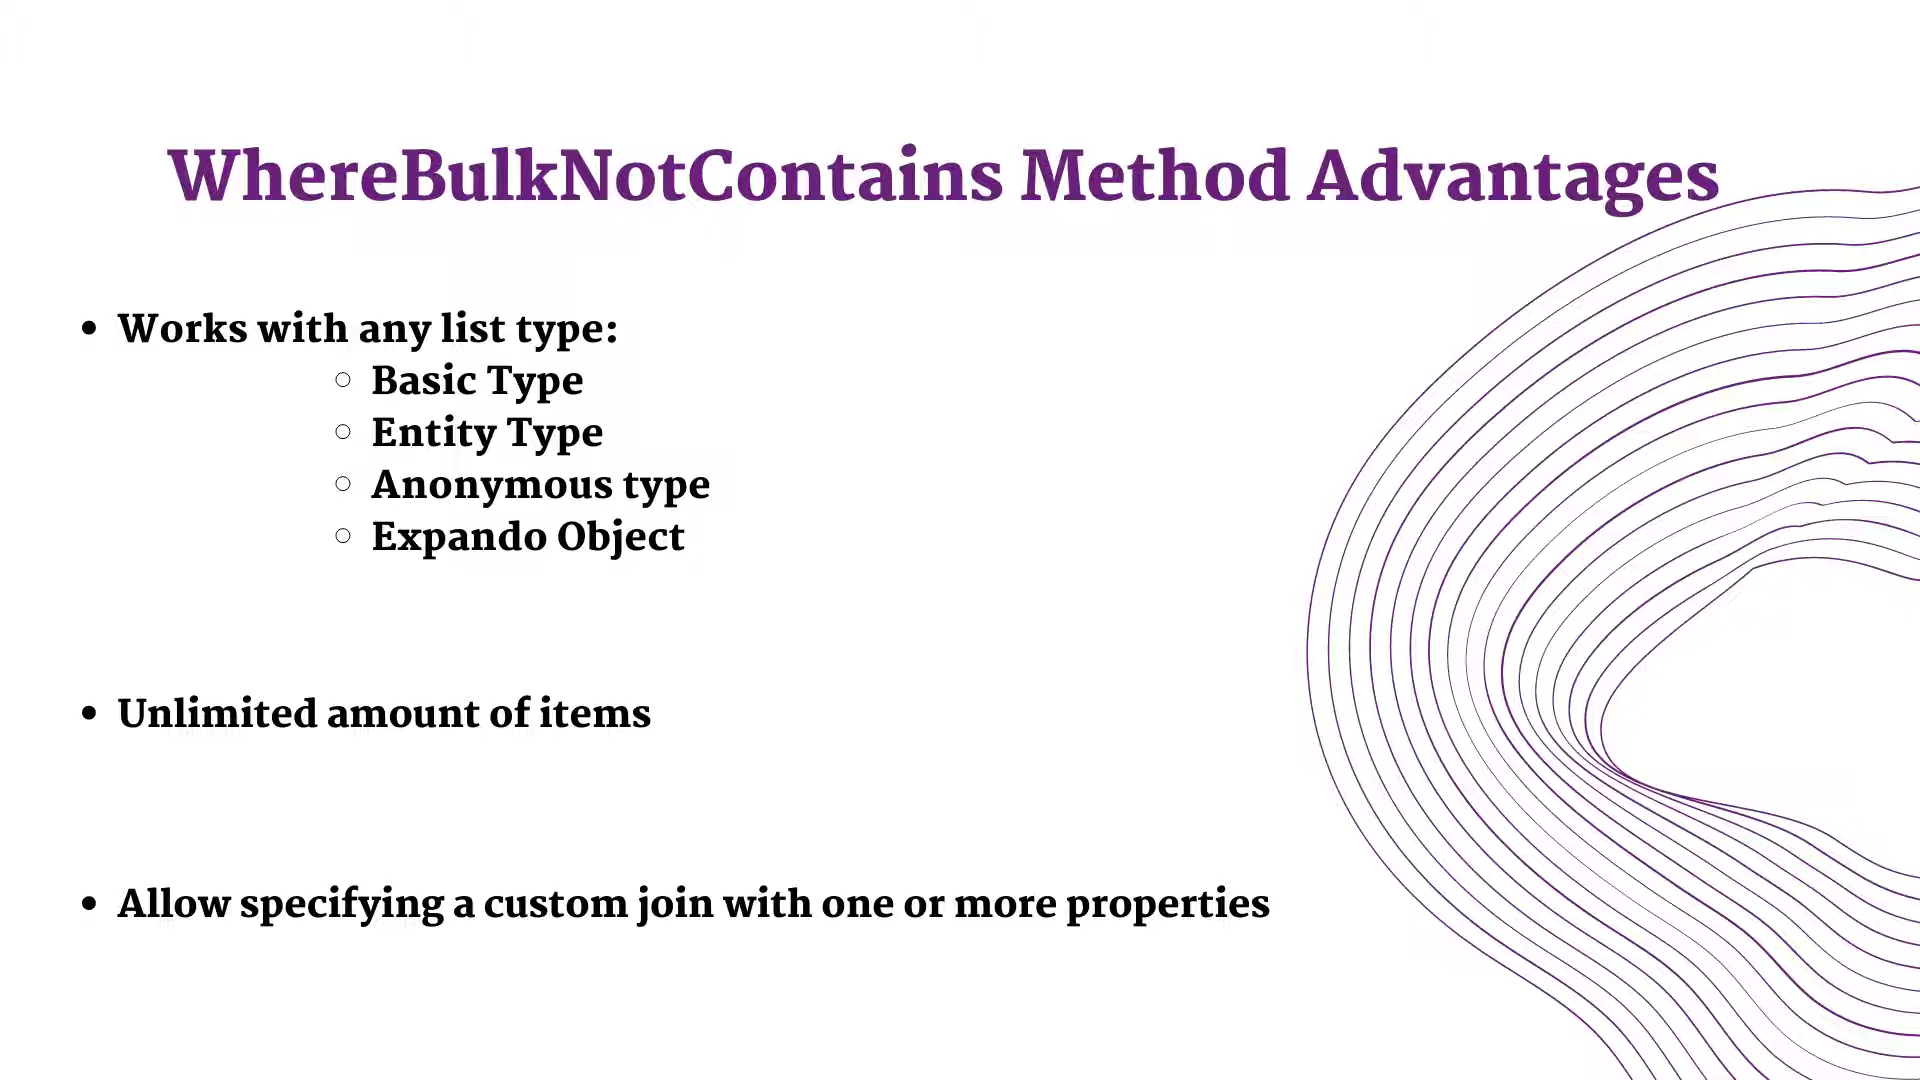 WhereBulkNotContains Method Advantages
• Works with any list type:
○ Basic Type
○ Entity Type
○ Anonymous type
○ Expando Object
• Unlimited amount of items
• Allow specifying a custom join with one or more properties